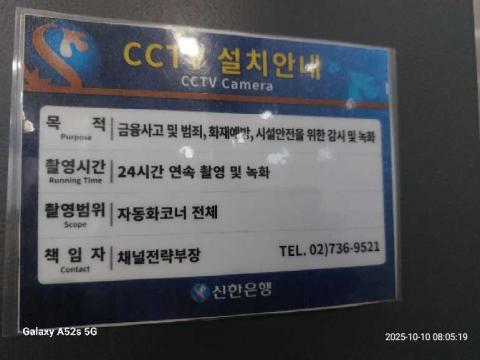 CCTV 설치안내
CCTV Camera
목 적 금융사고 및 범죄, 화재예방, 시설안전을 위한 감시 및 녹화
Purpose
촬영시간 24시간 연속 촬영 및 녹화
Running Time
촬영범위 자동화코너 전체
Scope
책 임 자 채널전략부장 TEL. 02)736-9521
Contact
신한은행
Galaxy A52s 5G
2025-10-10 08:05:19